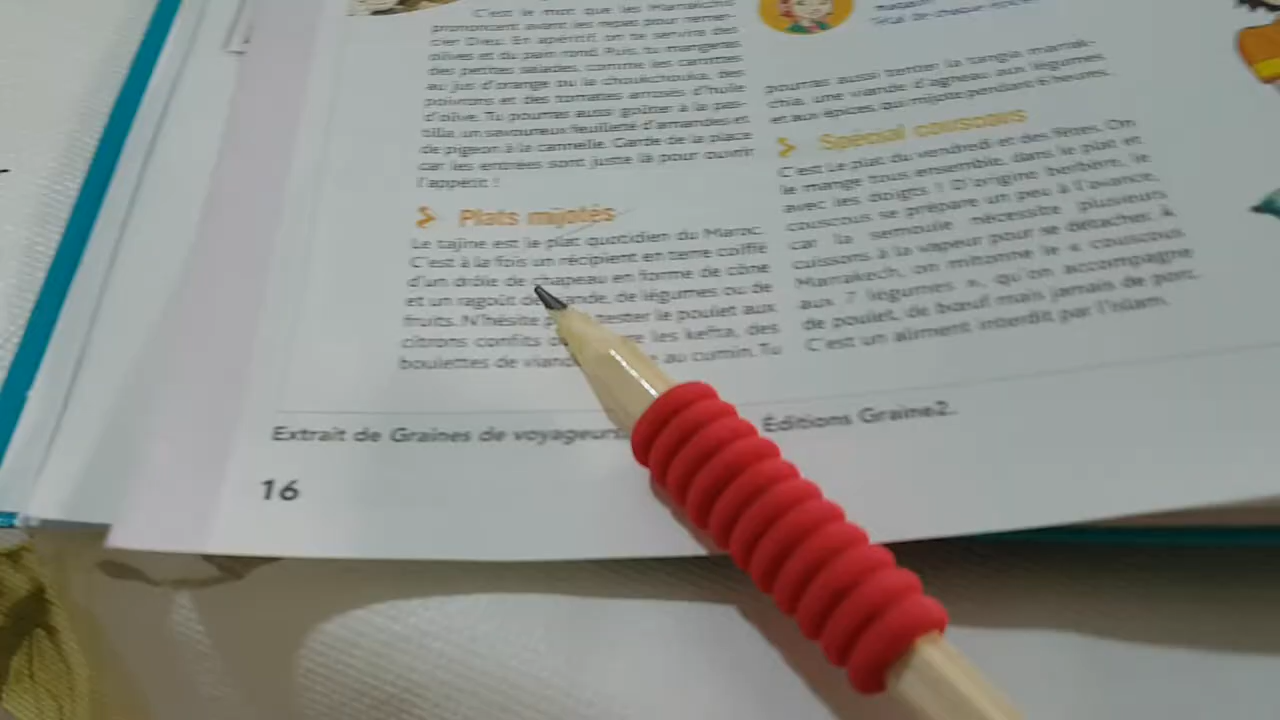 C'est le mot que les Marrakchis
prononcent avant les repas pour remer-
cier Dieu. En apéritif, on te servira des
olives et du pain rond. Puis, tu mangeras
des petites salades, comme les carottes
au jus d'orange ou la choukchouka, des
poivrons et des tomates arrosés d'huile
d'olive. Tu pourras aussi goûter à la pas-
tilla, un savoureux feuilleté d'amandes et
de pigeon à la cannelle. Garde de la place
car les entrées sont juste là pour ouvrir
l'appétit !
Plats mijotés
Le tajine est le plat quotidien du Maroc.
C'est à la fois un récipient en terre coiffé
d'un drôle de chapeau en forme de cône
et un ragoût de viande, de légumes ou de
fruits. N'hésite tester le poulet aux
citrons confits les kefta, des
boulettes de viande au cumin. Tu
pourras aussi tenter la tangia marrak-
chia, une viande d'agneau aux légumes
et aux épices qui mijote pendant 6 heures.
Spécial couscous
C'est le plat du vendredi et des fêtes. On
le mange tous ensemble, dans le plat et
avec les doigts ! D'origine berbère, le
couscous se prépare un peu à l'avance,
car la semoule nécessite plusieurs
cuissons à la vapeur pour se détacher. À
Marrakech, on mitonne le « couscous
aux 7 légumes », qu'on accompagne
de poulet, de bœuf mais jamais de porc.
C'est un aliment interdit par l'Islam.
Extrait de Graines de voyageurs Éditions Graine2.
16